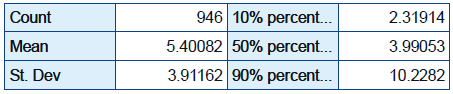 Count 946 10% percent... 2.31914
Mean 5.40082 50% percent... 3.99053
St. Dev 3.91162 90% percent... 10.2282